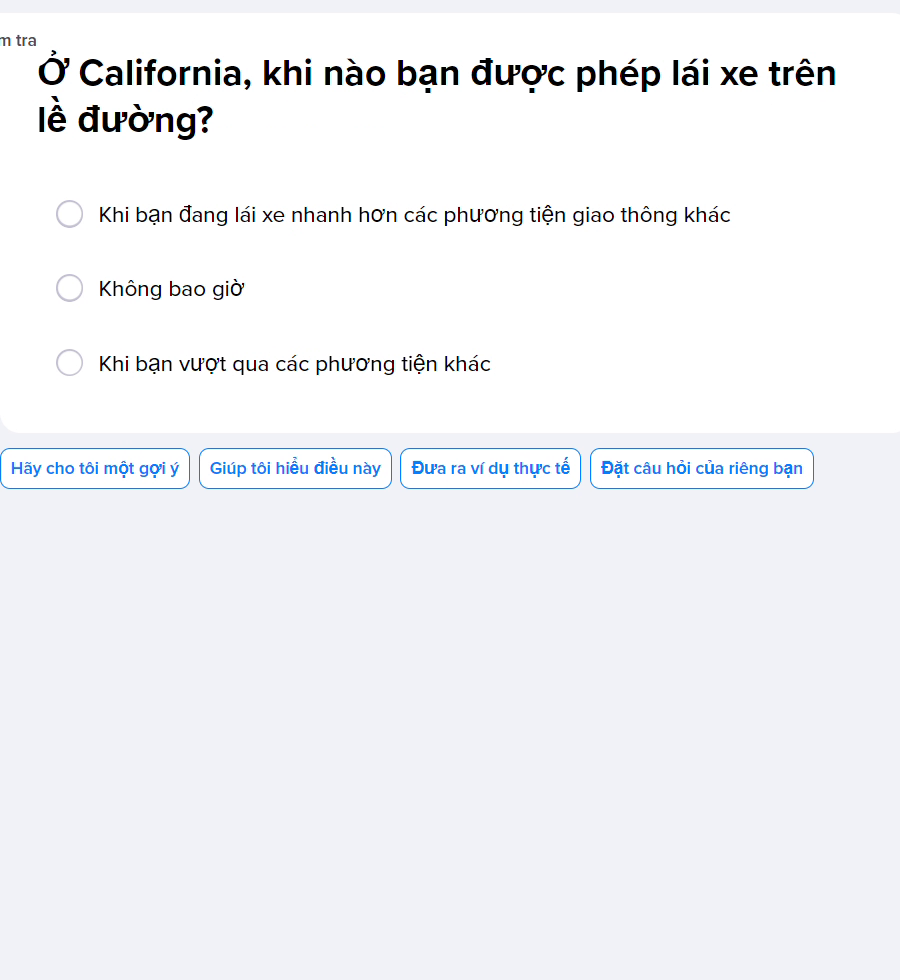 m tra
Ở California, khi nào bạn được phép lái xe trên
lề đường?
Khi bạn đang lái xe nhanh hơn các phương tiện giao thông khác
Không bao giờ
Khi bạn vượt qua các phương tiện khác
Hãy cho tôi một gợi ý
Giúp tôi hiểu điều này
Đưa ra ví dụ thực tế
Đặt câu hỏi của riêng bạn